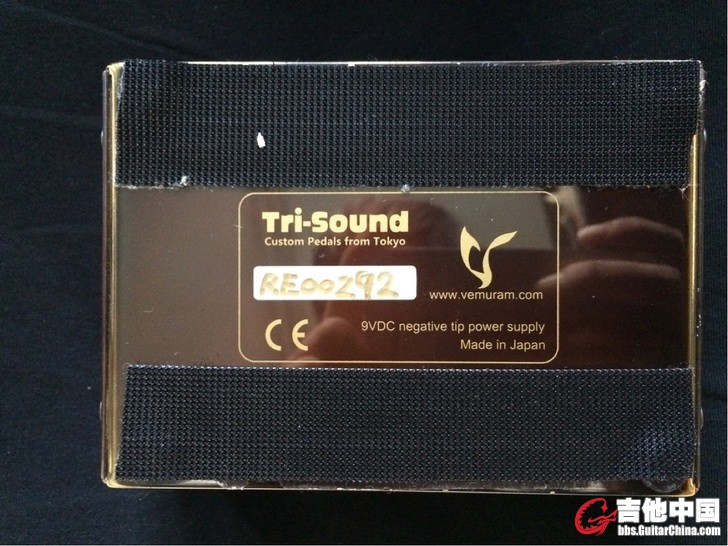 Tri-Sound
Custom Pedals from Tokyo
RE00292
www.vemuram.com
CE
9VDC negative tip power supply
Made in Japan
吉他中国
bbs.GuitarChina.com